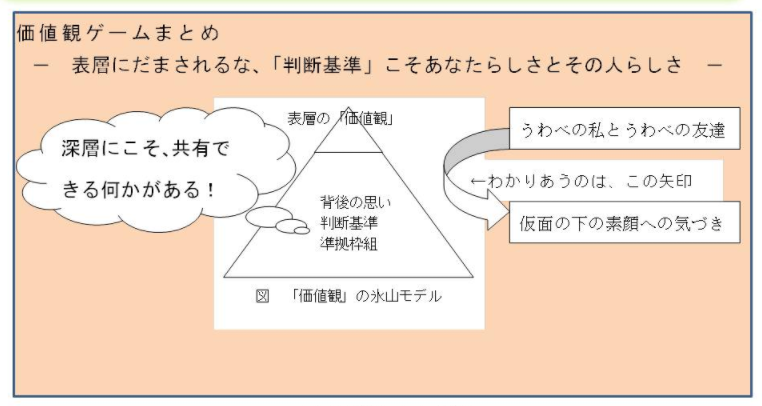 価値観ゲームまとめ
－ 表層にだまされるな、「判断基準」こそあなたらしさとその人らしさ －
深層にこそ、共有で
きる何かがある！
表層の「価値観」
背後の思い
判断基準
準拠枠組
図 「価値観」の氷山モデル
うわべの私とうわべの友達
←わかりあうのは、この矢印
仮面の下の素顔への気づき